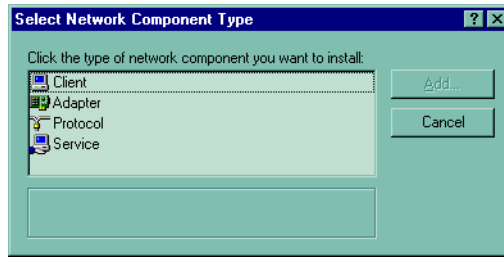 Select Network Component Type
Click the type of network component you want to install:
Client
Adapter
Protocol
Service
Add...
Cancel